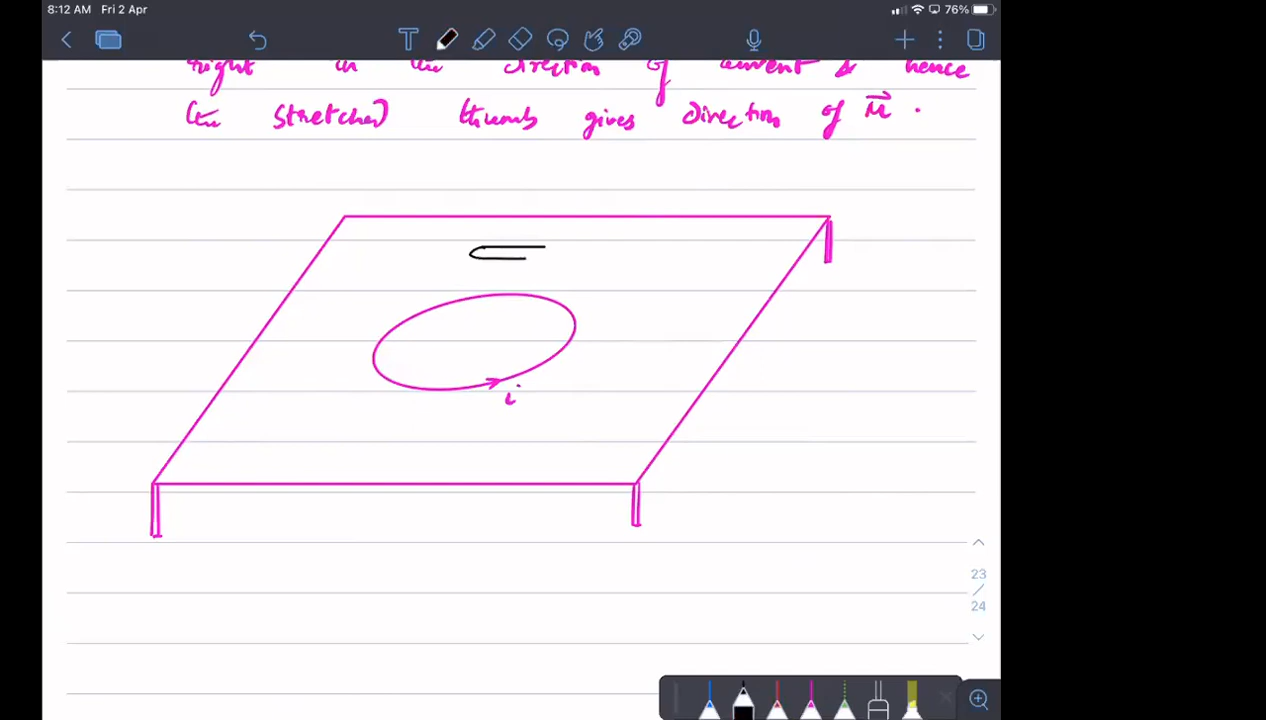 8:12 AM Fri 2 Apr
76%
T
right in the direction of current & hence
(the stretched) thumb gives direction of M⃗ .
i
23
24